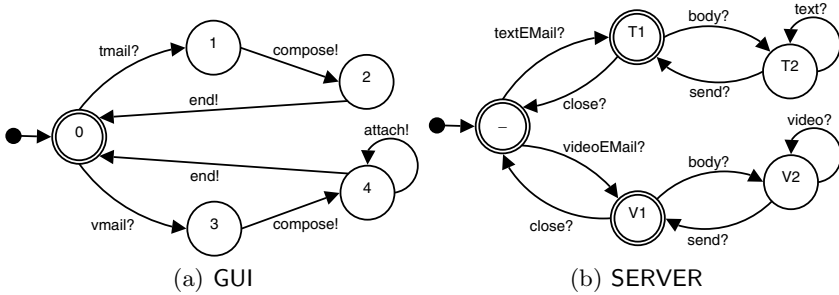 tmail?
1
compose!
2
end!
0
attach!
end!
4
vmail?
3
compose!
(a) GUI
textEMail?
T1
body?
text?
T2
close?
send?
–
videoEMail?
body?
video?
V2
V1
close?
send?
(b) SERVER